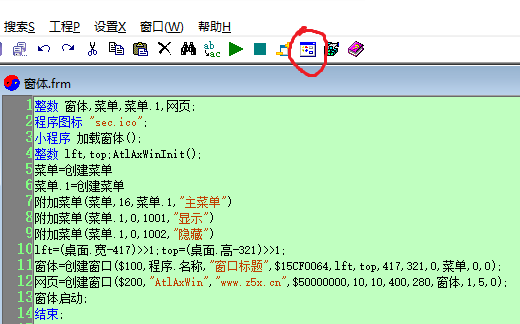 搜索S 工程P 设置X 窗口(W) 帮助H
ab
ac
窗体.frm
1 整数 窗体,菜单,菜单.1,网页;
2 程序图标 "sec.ico";
3 小程序 加载窗体();
4 整数 lft,top;AtlAxWinInit();
5 菜单=创建菜单
6 菜单.1=创建菜单
7 附加菜单(菜单,16,菜单.1,"主菜单")
8 附加菜单(菜单.1,0,1001,"显示")
9 附加菜单(菜单.1,0,1002,"隐藏")
10 lft=(桌面.宽-417)>>1;top=(桌面.高-321)>>1;
11 窗体=创建窗口($100,程序.名称,"窗口标题",$15CF0064,lft,top,417,321,0,菜单,0,0);
12 网页=创建窗口($200,"AtlAxWin","www.z5x.cn",$50000000,10,10,400,280,窗体,1,5,0);
13 窗体启动;
14 结束;